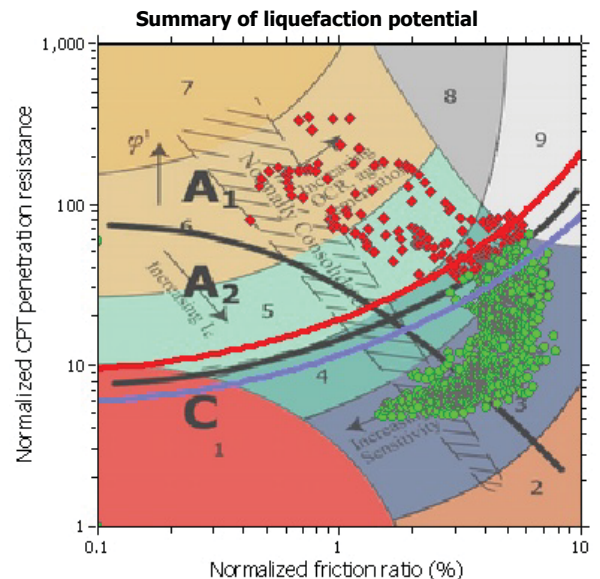 Summary of liquefaction potential
Normalized CPT penetration resistance
1,000
100
10
1
7
8
9
φ'
Increasing
OCR, age
Normally Consolid
A1
6
A2
Increasing Ic
5
4
C
3
Increasing
Sensitivity
1
2
0.1
1
10
Normalized friction ratio (%)